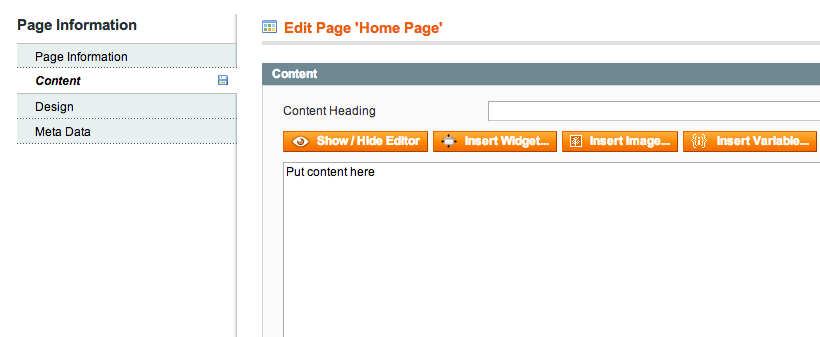 Page Information
Page Information
Content
Design
Meta Data
Edit Page 'Home Page'
Content
Content Heading
Show / Hide Editor Insert Widget... Insert Image... Insert Variable...
Put content here